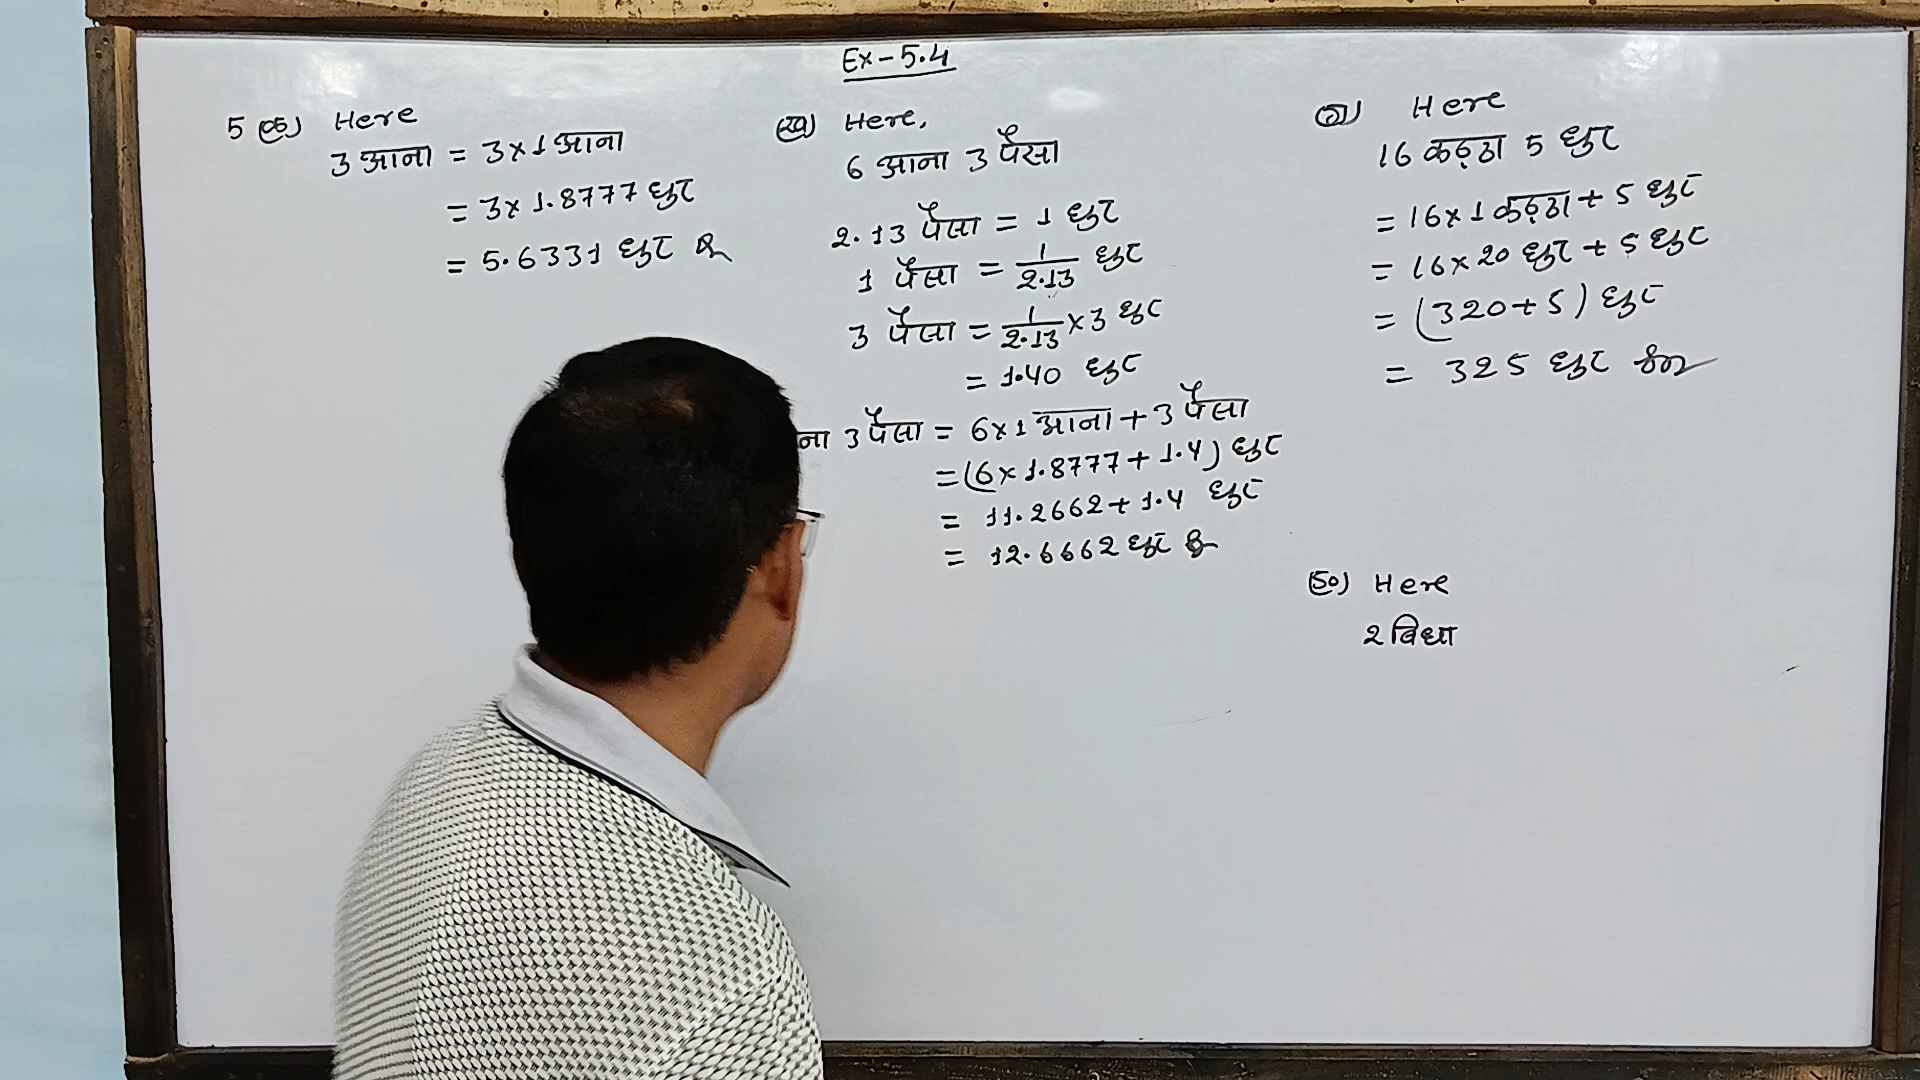 Ex-5.4
5 (क) Here
3 आना = 3×1 आना
= 3×1.8777 धुर
= 5.6331 धुर
(ख) Here,
6 आना 3 पैसा
2.13 पैसा = 1 धुर
1 पैसा = 1/2.13 धुर
3 पैसा = 1/2.13 ×3 धुर
= 1.40 धुर
ना 3 पैसा = 6×1 आना + 3 पैसा
= (6×1.8777+1.4) धुर
= 11.2662+1.4 धुर
= 12.6662 धुर
(ग) Here
16 कठ्ठा 5 धुर
= 16×1 कठ्ठा + 5 धुर
= 16×20 धुर + 5 धुर
= (320+5) धुर
= 325 धुर
(ङ) Here
2 बिघा